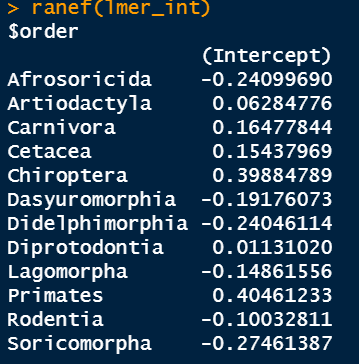 > ranef(lmer_int)
$order
(Intercept)
Afrosoricida -0.24099690
Artiodactyla 0.06284776
Carnivora 0.16477844
Cetacea 0.15437969
Chiroptera 0.39884789
Dasyuromorphia -0.19176073
Didelphimorphia -0.24046114
Diprotodontia 0.01131020
Lagomorpha -0.14861556
Primates 0.40461233
Rodentia -0.10032811
Soricomorpha -0.27461387